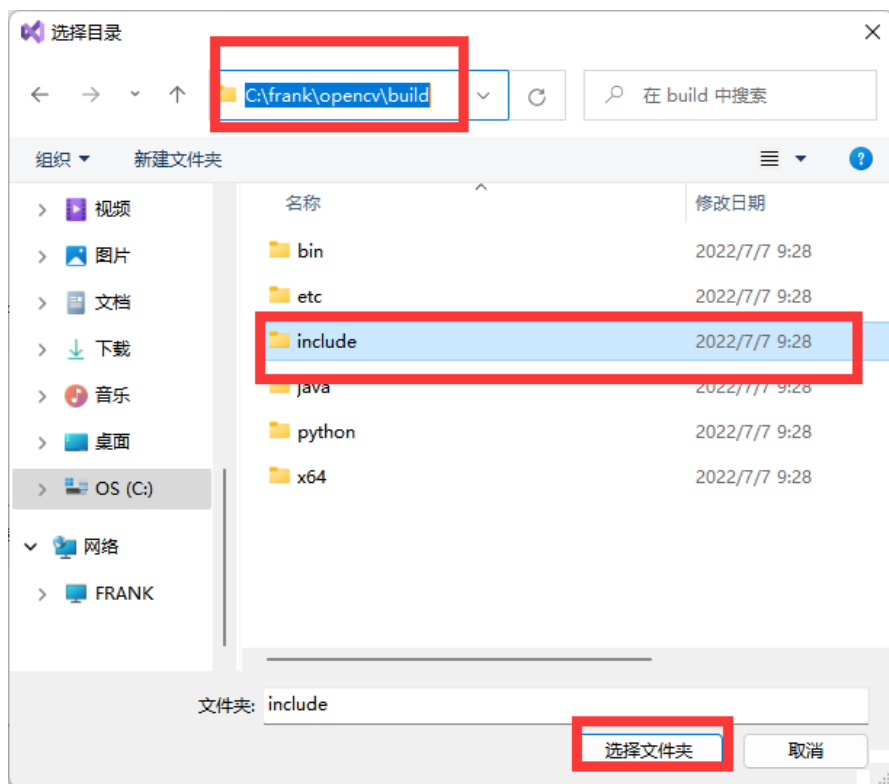 选择目录
C:\frank\opencv\build
在 build 中搜索
组织
新建文件夹
名称
修改日期
视频
图片
文档
下载
音乐
桌面
OS (C:)
网络
FRANK
bin 2022/7/7 9:28
etc 2022/7/7 9:28
include 2022/7/7 9:28
java 2022/7/7 9:28
python 2022/7/7 9:28
x64 2022/7/7 9:28
文件夹: include
选择文件夹
取消